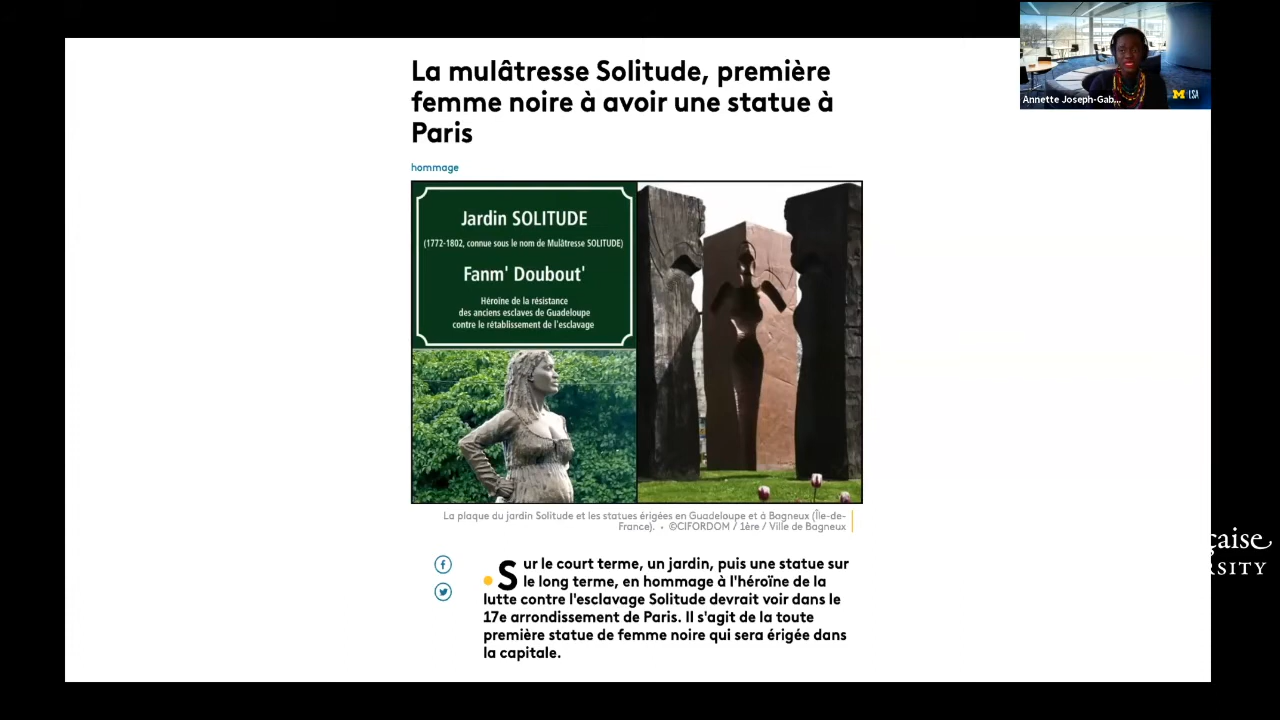 La mulâtresse Solitude, première
femme noire à avoir une statue à
Paris
hommage
Jardin SOLITUDE
(1772-1802, connue sous le nom de Mulâtresse SOLITUDE)
Fanm' Doubout'
Héroïne de la résistance
des anciens esclaves de Guadeloupe
contre le rétablissement de l'esclavage
La plaque du jardin Solitude et les statues érigées en Guadeloupe et à Bagneux (Île-de-
France). • ©CIFORDOM / 1ère / Ville de Bagneux
Sur le court terme, un jardin, puis une statue sur
le long terme, en hommage à l'héroïne de la
lutte contre l'esclavage Solitude devrait voir dans le
17e arrondissement de Paris. Il s'agit de la toute
première statue de femme noire qui sera érigée dans
la capitale.
Annette Joseph-Gab...
M LSA
çaise
RSITY